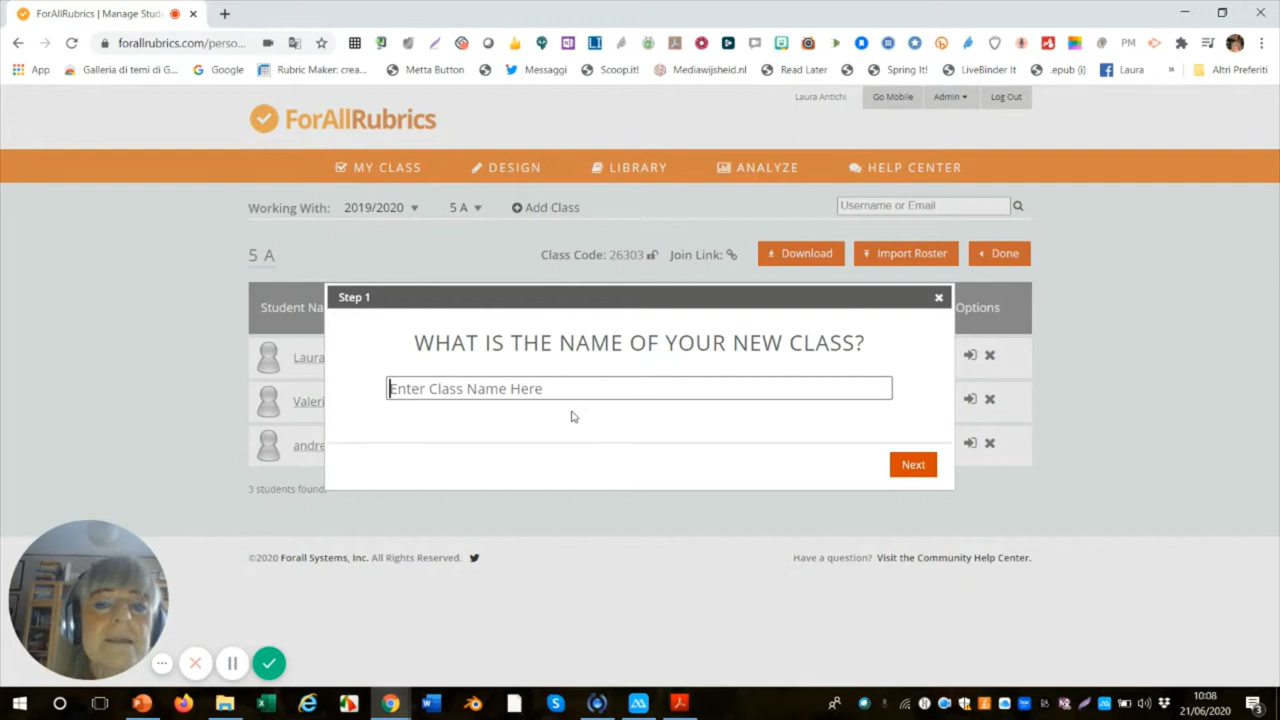 ForAllRubrics | Manage Stud
forallrubrics.com/perso...
PM
App
Galleria di temi di G...
Google
Rubric Maker: crea...
Metta Button
Messaggi
Scoop.it!
Mediawijsheid.nl
Read Later
Spring It!
LiveBinder It
.epub (i)
Laura
»
Altri Preferiti
Laura Antichi
Go Mobile
Admin
Log Out
ForAllRubrics
MY CLASS
DESIGN
LIBRARY
ANALYZE
HELP CENTER
Working With: 2019/2020
5 A
Add Class
Username or Email
5 A
Class Code: 26303
Join Link:
Download
Import Roster
Done
Student Na
Options
Step 1
WHAT IS THE NAME OF YOUR NEW CLASS?
Enter Class Name Here
Next
Laura
Valeri
andre
3 students found.
©2020 Forall Systems, Inc. All Rights Reserved.
Have a question? Visit the Community Help Center.
10:08
21/06/2020
3